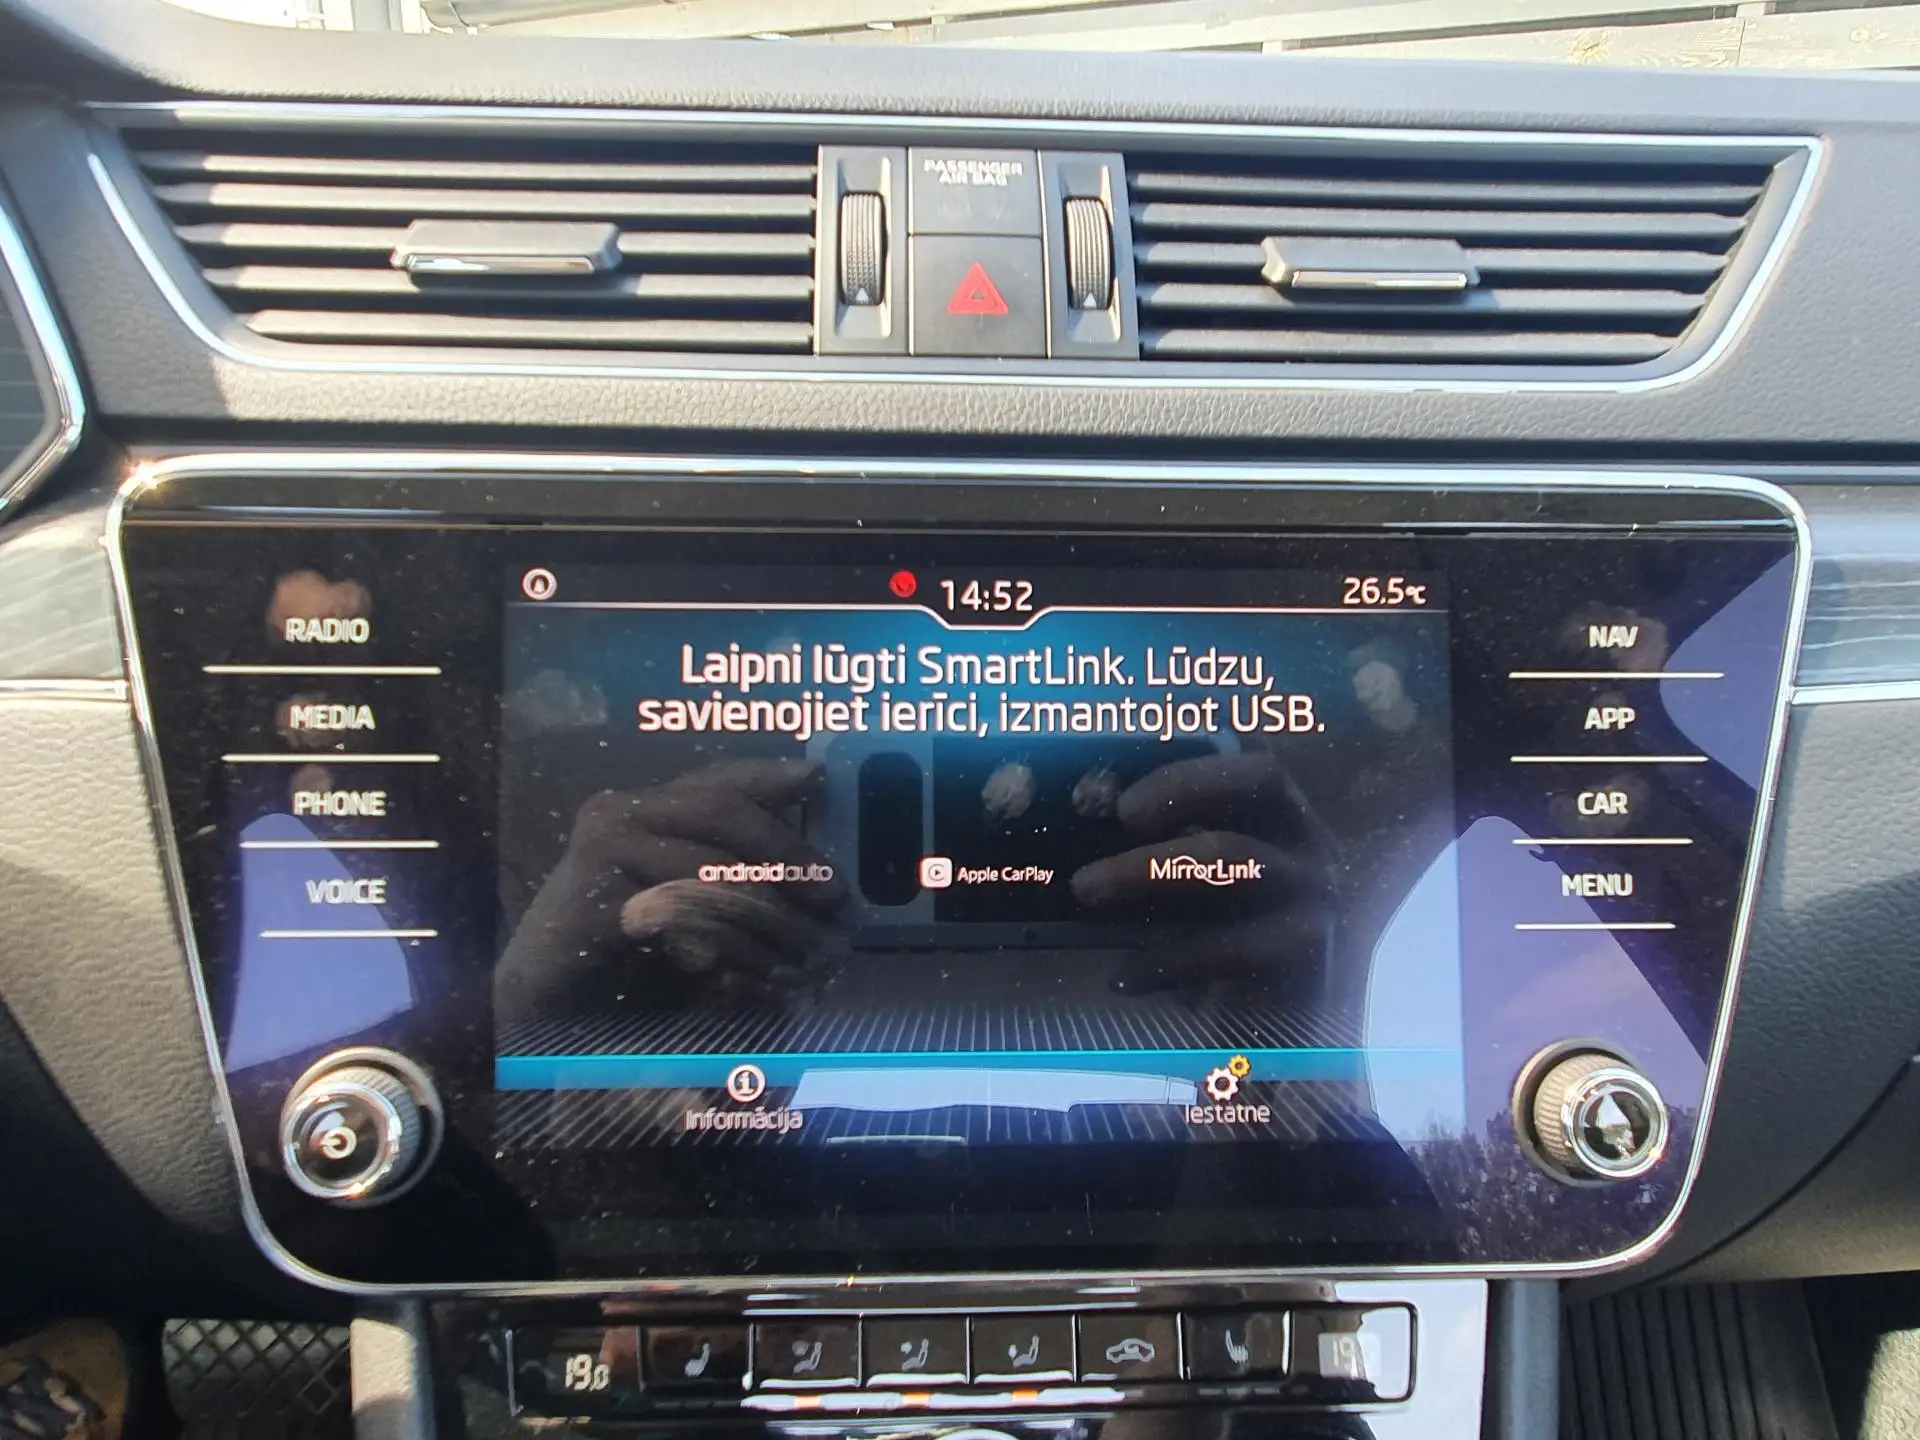 PASSENGER
AIR BAG
14:52
26.5°C
Laipni lūgti SmartLink. Lūdzu,
savienojiet ierīci, izmantojot USB.
RADIO
MEDIA
PHONE
VOICE
NAV
APP
CAR
MENU
androidauto
Apple CarPlay
MirrorLink
Informācija
Iestatne
19.0